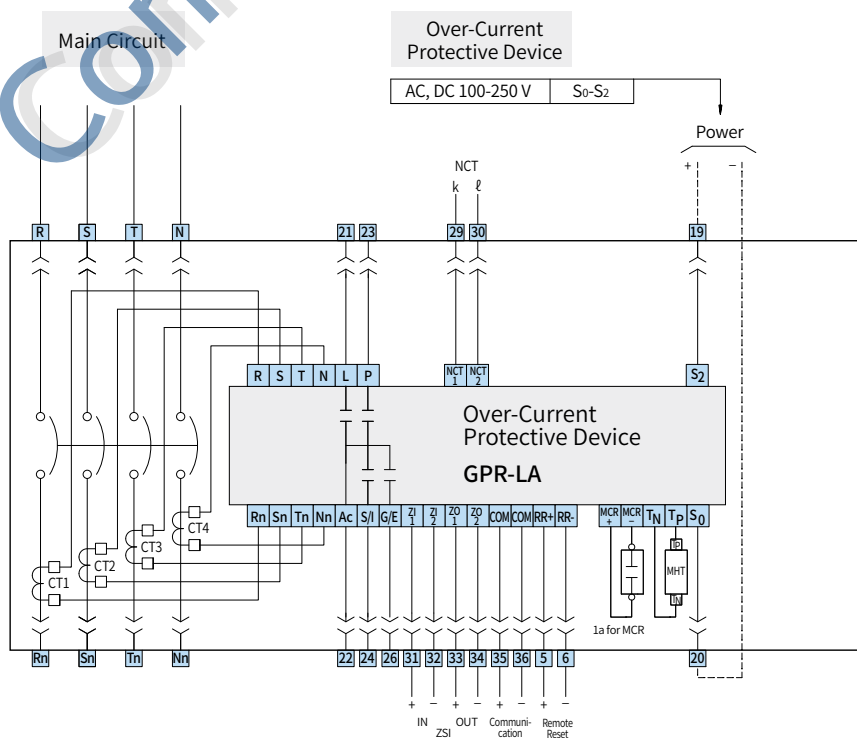 Com
Main Circuit
Over-Current
Protective Device
AC, DC 100-250 V S0-S2
Power
+ −
NCT
k ℓ
R S T N 21 23 29 30 19
R S T N L P NCT 1 NCT 2 S2
Over-Current
Protective Device
GPR-LA
Rn Sn Tn Nn Ac S/I G/E ZI 1 ZI 2 ZO 1 ZO 2 COM COM RR+ RR- MCR + MCR − TN TP S0
CT4
CT3
CT2
CT1
TP
MHT
TN
1a for MCR
Rn Sn Tn Nn 22 24 26 31 32 33 34 35 36 5 6 20
+ − + − + − + −
IN OUT Communi- Remote
ZSI cation Reset